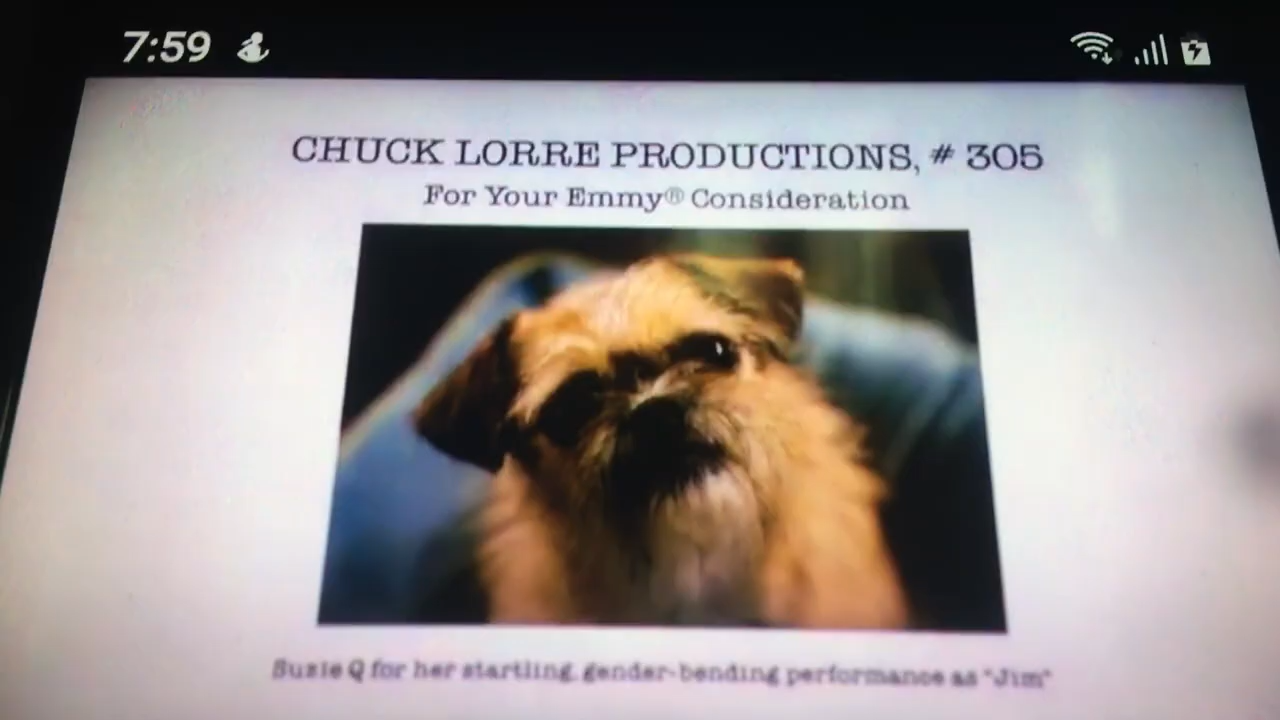 7:59
CHUCK LORRE PRODUCTIONS, # 305
For Your Emmy® Consideration
Suzie Q for her startling, gender-bending performance as "Jim"